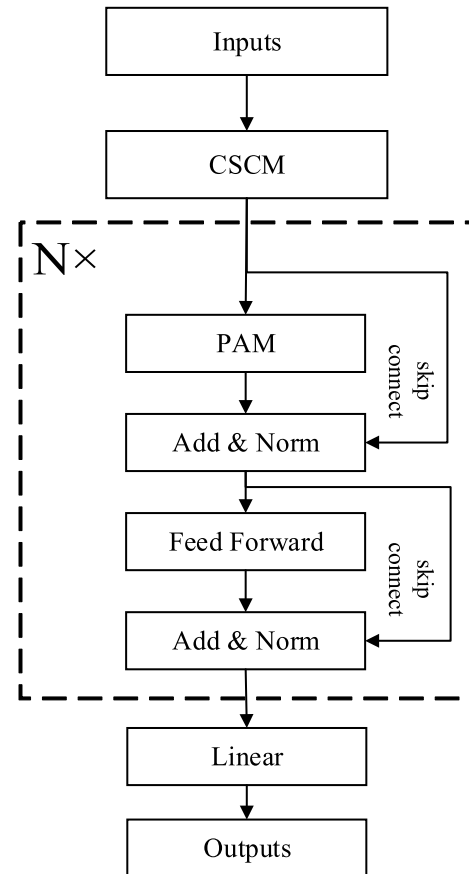 Inputs
CSCM
N×
PAM
skip
connect
Add & Norm
Feed Forward
skip
connect
Add & Norm
Linear
Outputs